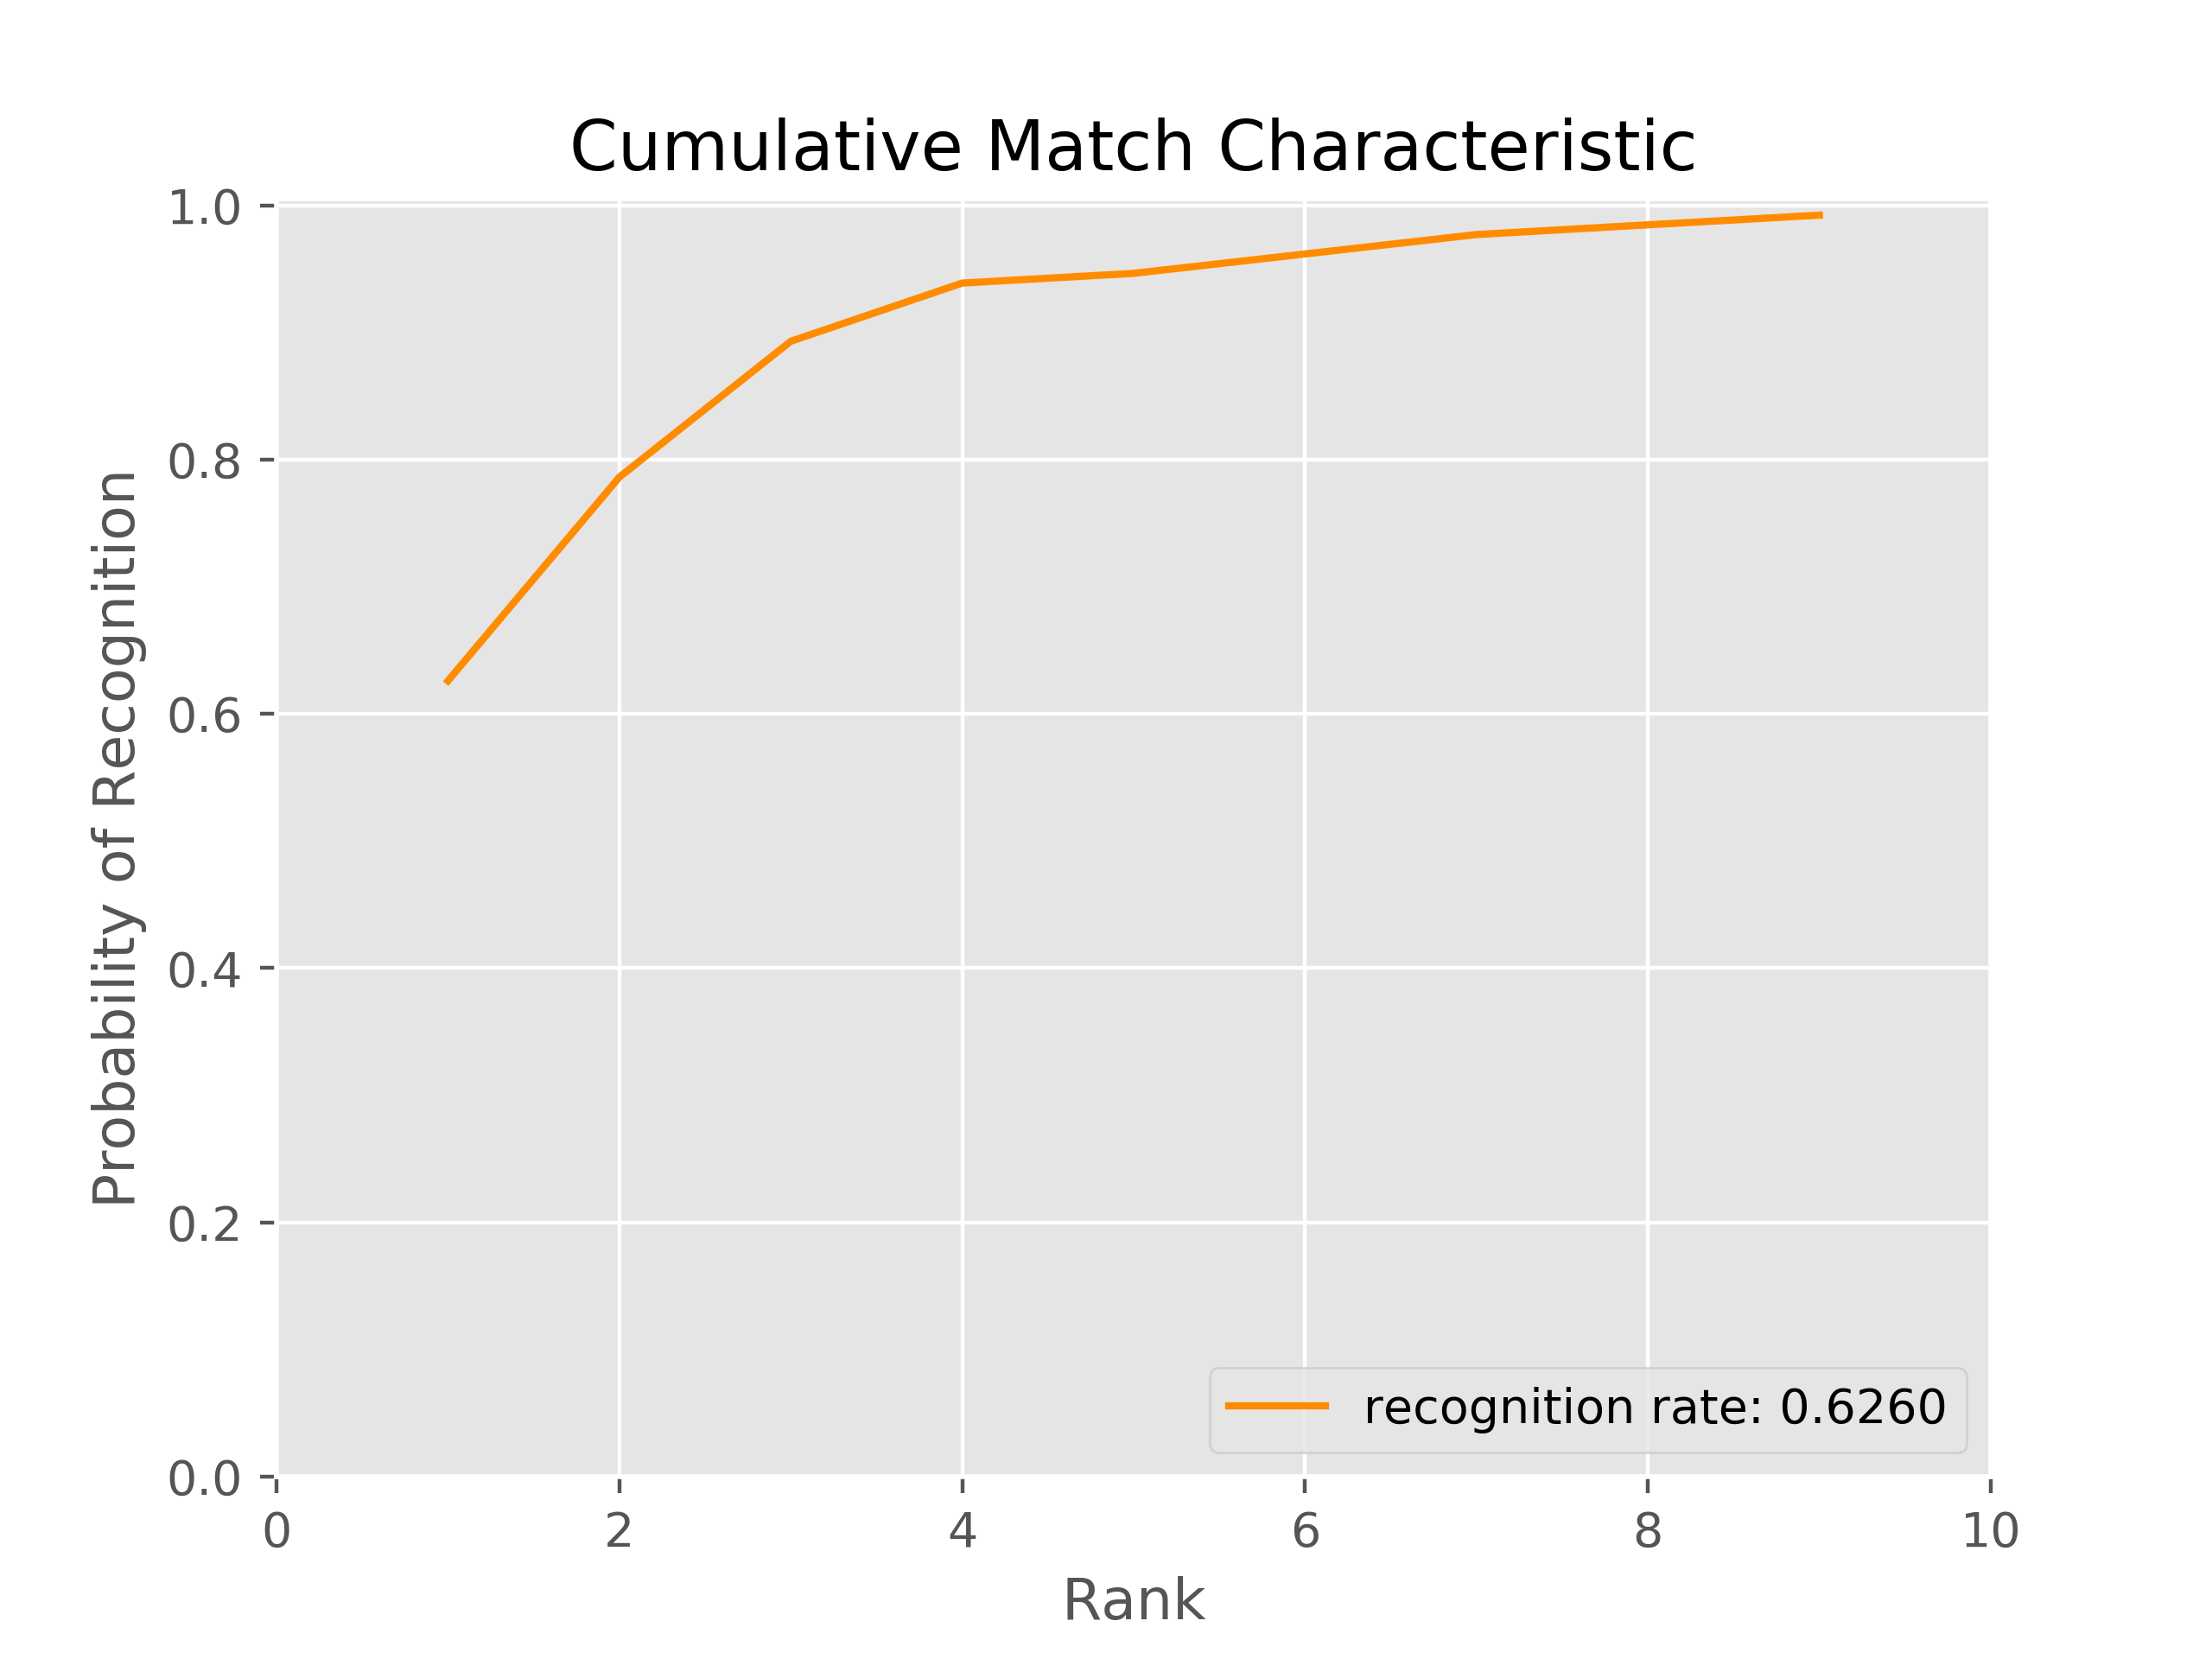 Cumulative Match Characteristic
1.0
0.8
0.6
0.4
0.2
0.0
Probability of Recognition
recognition rate: 0.6260
0 2 4 6 8 10
Rank